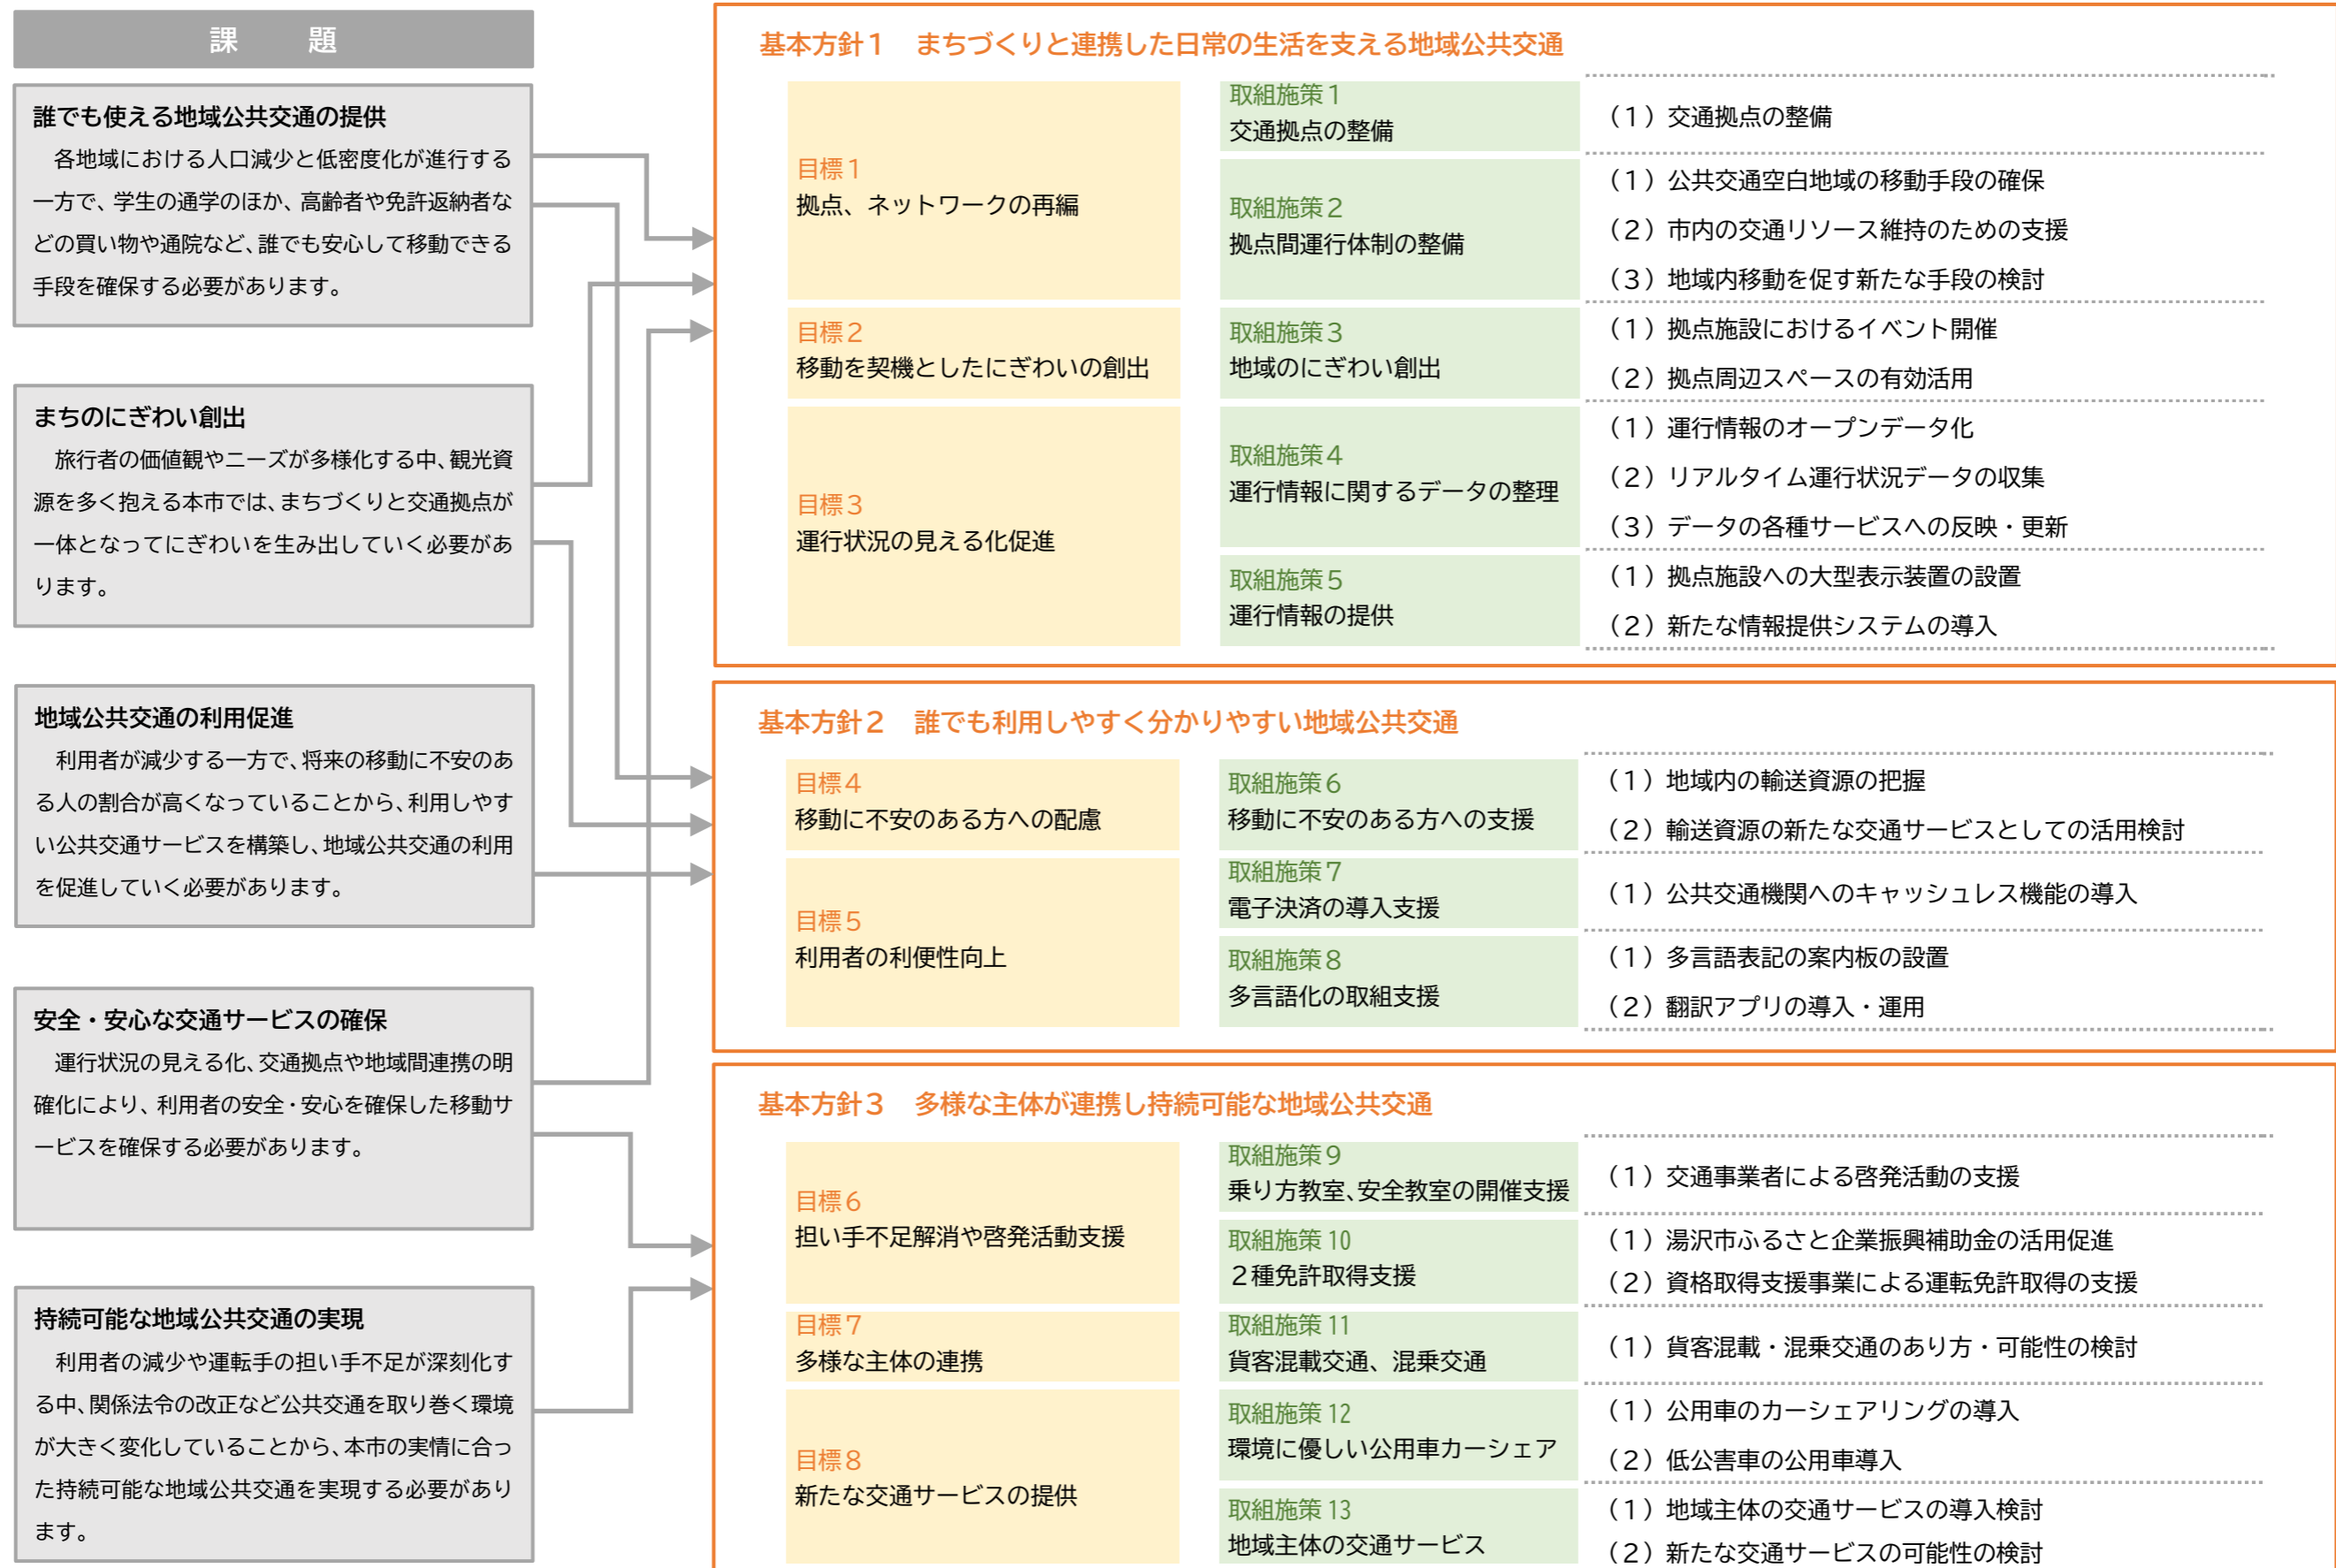 課　題
誰でも使える地域公共交通の提供
各地域における人口減少と低密度化が進行する
一方で、学生の通学のほか、高齢者や免許返納者な
どの買い物や通院など、誰でも安心して移動できる
手段を確保する必要があります。
まちのにぎわい創出
旅行者の価値観やニーズが多様化する中、観光資
源を多く抱える本市では、まちづくりと交通拠点が
一体となってにぎわいを生み出していく必要があ
ります。
地域公共交通の利用促進
利用者が減少する一方で、将来の移動に不安のあ
る人の割合が高くなっていることから、利用しやす
い公共交通サービスを構築し、地域公共交通の利用
を促進していく必要があります。
安全・安心な交通サービスの確保
運行状況の見える化、交通拠点や地域間連携の明
確化により、利用者の安全・安心を確保した移動サ
ービスを確保する必要があります。
持続可能な地域公共交通の実現
利用者の減少や運転手の担い手不足が深刻化す
る中、関係法令の改正など公共交通を取り巻く環境
が大きく変化していることから、本市の実情に合っ
た持続可能な地域公共交通を実現する必要があり
ます。
基本方針１　まちづくりと連携した日常の生活を支える地域公共交通
目標１
拠点、ネットワークの再編
取組施策１
交通拠点の整備
（１）交通拠点の整備
取組施策２
拠点間運行体制の整備
（１）公共交通空白地域の移動手段の確保
（２）市内の交通リソース維持のための支援
（３）地域内移動を促す新たな手段の検討
目標２
移動を契機としたにぎわいの創出
取組施策３
地域のにぎわい創出
（１）拠点施設におけるイベント開催
（２）拠点周辺スペースの有効活用
目標３
運行状況の見える化促進
取組施策４
運行情報に関するデータの整理
（１）運行情報のオープンデータ化
（２）リアルタイム運行状況データの収集
（３）データの各種サービスへの反映・更新
取組施策５
運行情報の提供
（１）拠点施設への大型表示装置の設置
（２）新たな情報提供システムの導入
基本方針２　誰でも利用しやすく分かりやすい地域公共交通
目標４
移動に不安のある方への配慮
取組施策６
移動に不安のある方への支援
（１）地域内の輸送資源の把握
（２）輸送資源の新たな交通サービスとしての活用検討
目標５
利用者の利便性向上
取組施策７
電子決済の導入支援
（１）公共交通機関へのキャッシュレス機能の導入
取組施策８
多言語化の取組支援
（１）多言語表記の案内板の設置
（２）翻訳アプリの導入・運用
基本方針３　多様な主体が連携し持続可能な地域公共交通
目標６
担い手不足解消や啓発活動支援
取組施策９
乗り方教室、安全教室の開催支援
（１）交通事業者による啓発活動の支援
取組施策 10
２種免許取得支援
（１）湯沢市ふるさと企業振興補助金の活用促進
（２）資格取得支援事業による運転免許取得の支援
目標７
多様な主体の連携
取組施策 11
貨客混載交通、混乗交通
（１）貨客混載・混乗交通のあり方・可能性の検討
目標８
新たな交通サービスの提供
取組施策 12
環境に優しい公用車カーシェア
（１）公用車のカーシェアリングの導入
（２）低公害車の公用車導入
取組施策 13
地域主体の交通サービス
（１）地域主体の交通サービスの導入検討
（２）新たな交通サービスの可能性の検討